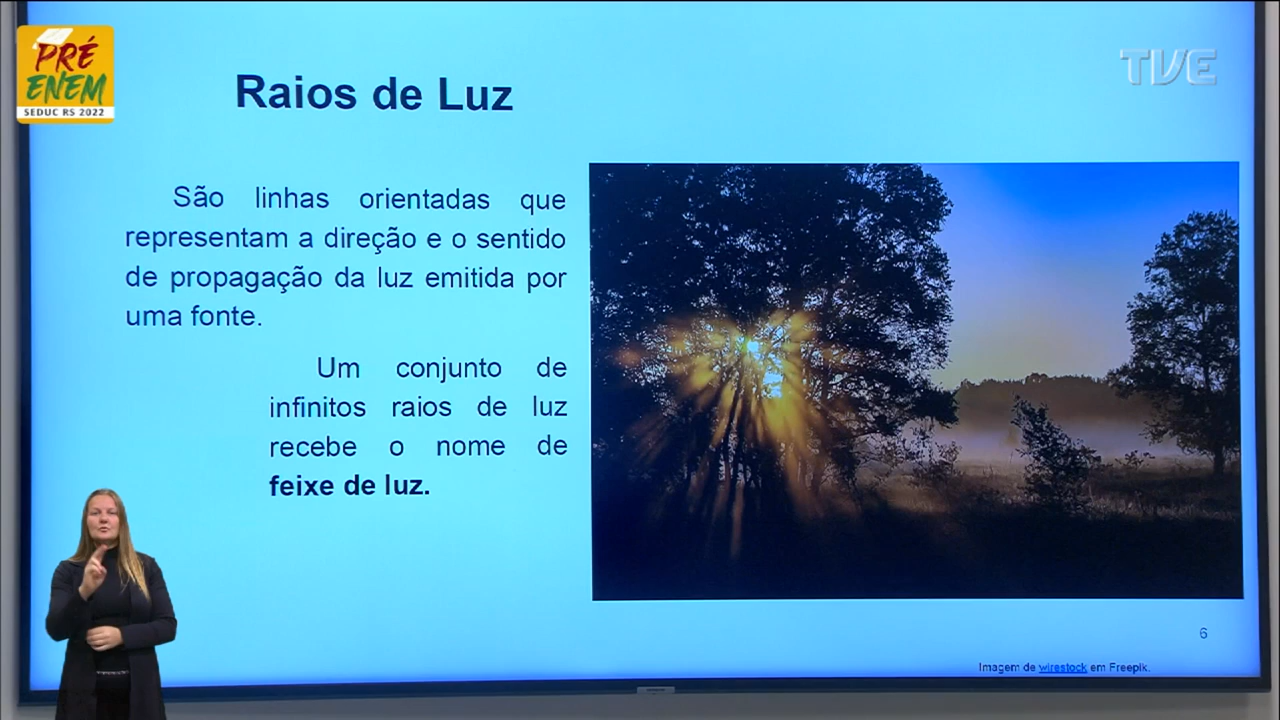 PRÉ
ENEM
SEDUC RS 2022
TVE
Raios de Luz
São linhas orientadas que
representam a direção e o sentido
de propagação da luz emitida por
uma fonte.
Um conjunto de
infinitos raios de luz
recebe o nome de
feixe de luz.
6
Imagem de wirestock em Freepik.